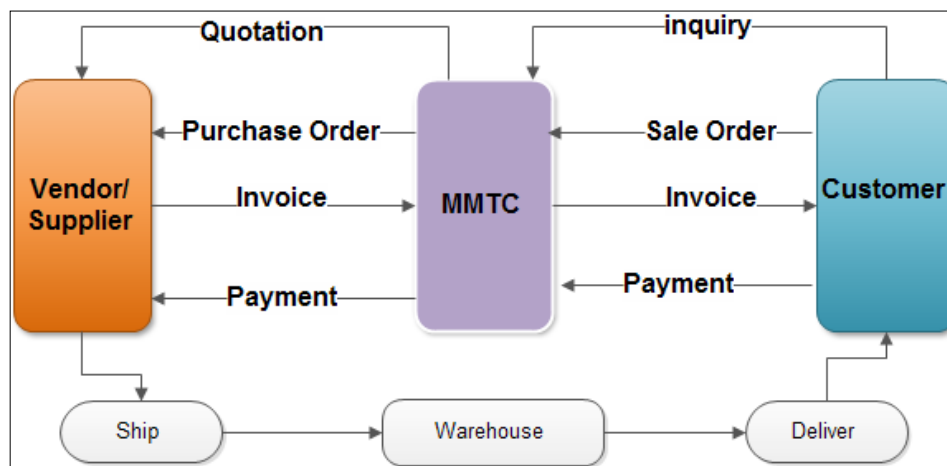 Quotation
inquiry
Purchase Order
Sale Order
Vendor/
Supplier
Invoice
MMTC
Invoice
Customer
Payment
Payment
Ship
Warehouse
Deliver